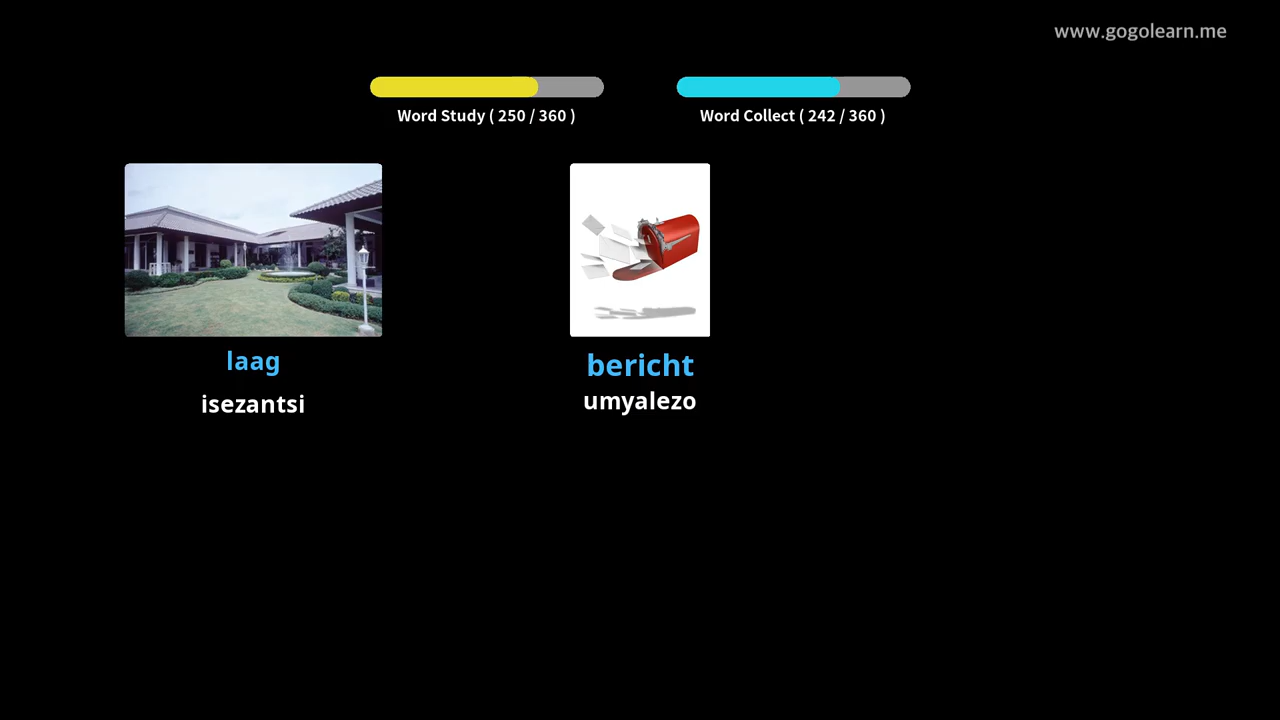 www.gogolearn.me
Word Study ( 250 / 360 )
Word Collect ( 242 / 360 )
laag
isezantsi
bericht
umyalezo